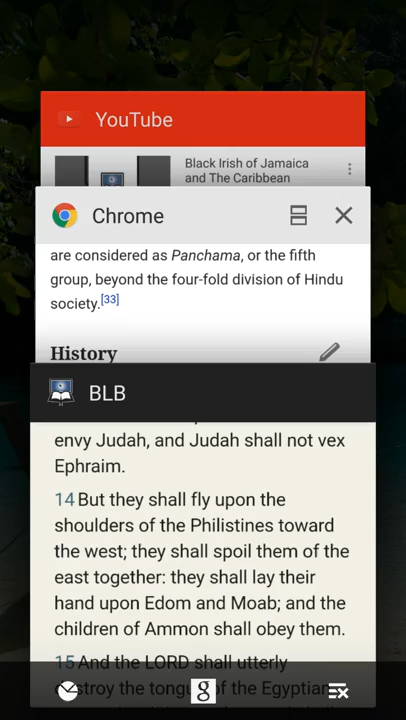 YouTube
Black Irish of Jamaica
and The Caribbean
Chrome
are considered as Panchama, or the fifth
group, beyond the four-fold division of Hindu
society.[33]
History
BLB
envy Judah, and Judah shall not vex
Ephraim.
14 But they shall fly upon the
shoulders of the Philistines toward
the west; they shall spoil them of the
east together: they shall lay their
hand upon Edom and Moab; and the
children of Ammon shall obey them.
15 And the LORD shall utterly
destroy the tongue of the Egyptian
g